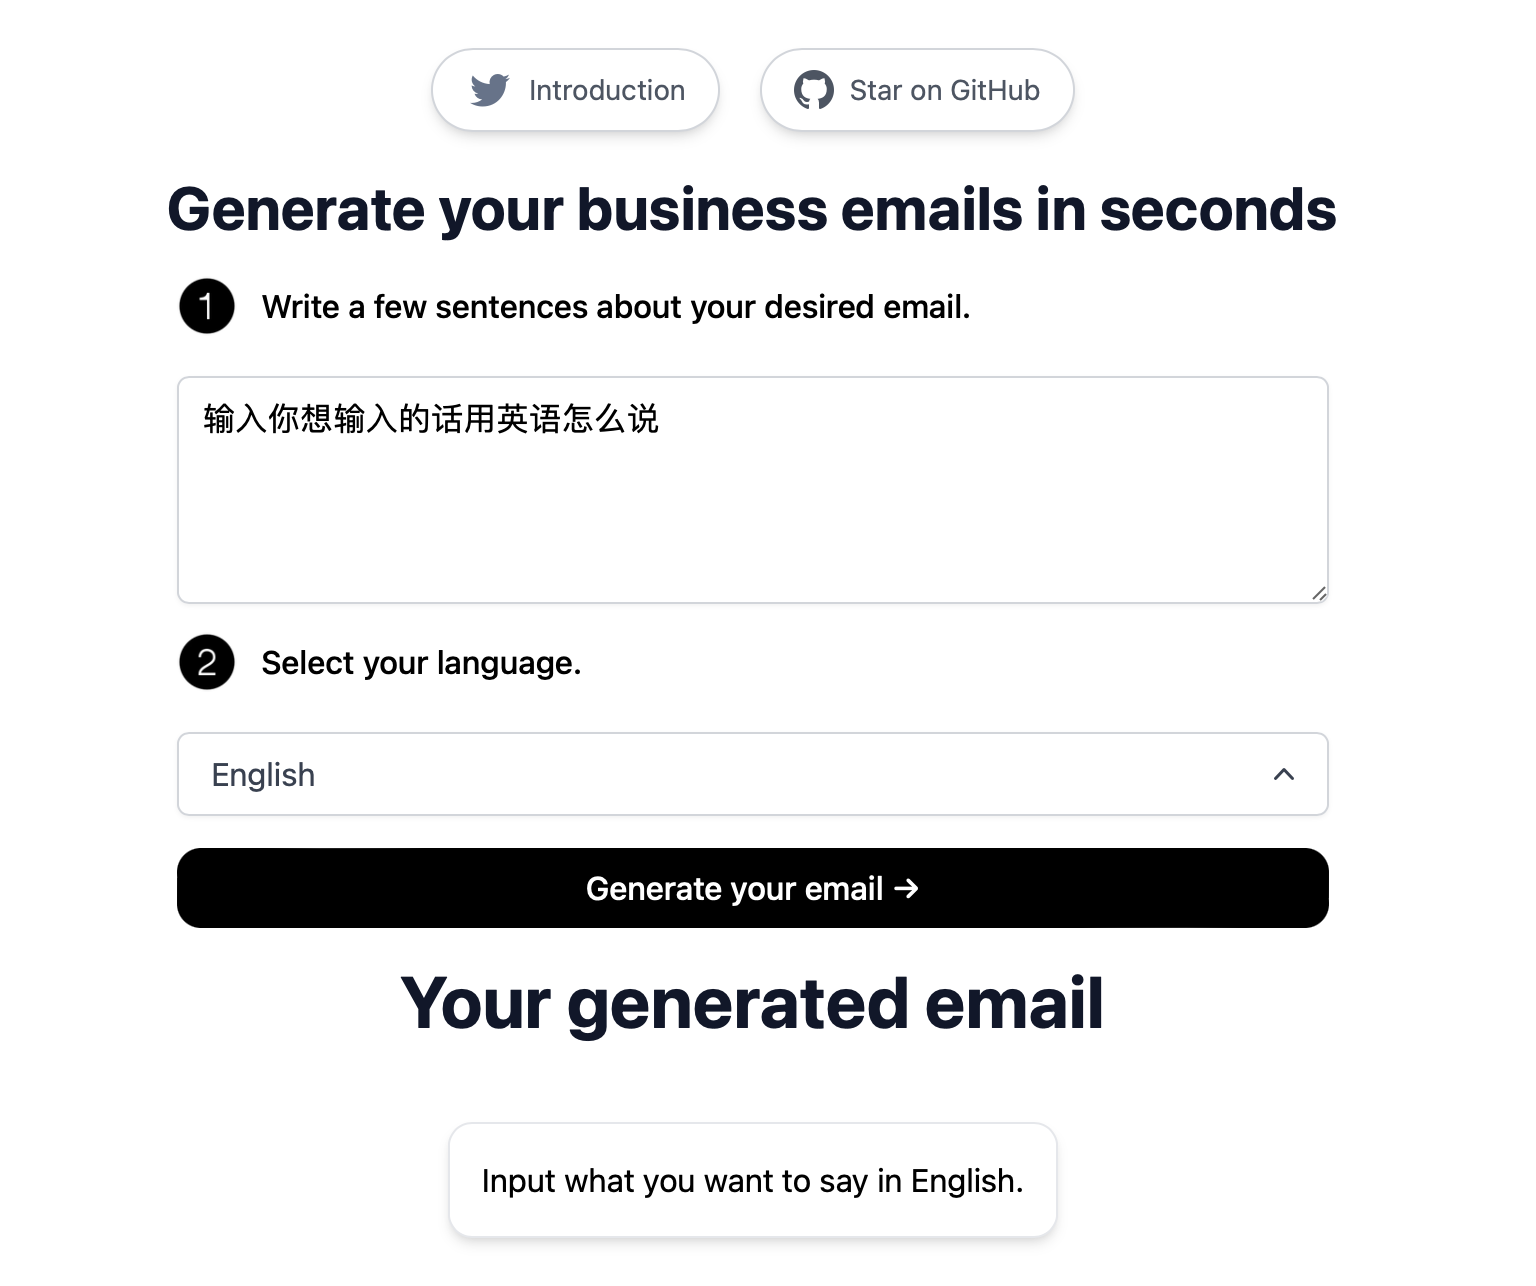 Introduction
Star on GitHub
Generate your business emails in seconds
1 Write a few sentences about your desired email.
输入你想输入的话用英语怎么说
2 Select your language.
English
Generate your email →
Your generated email
Input what you want to say in English.